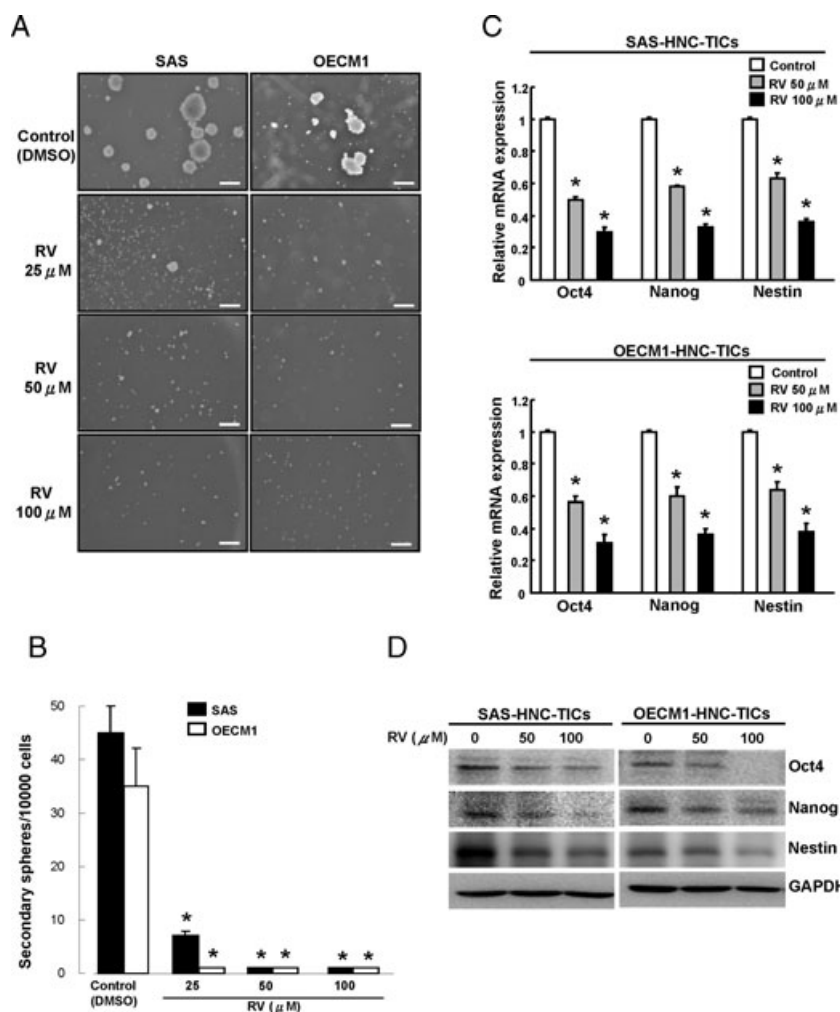 A
SAS OECM1
Control
(DMSO)
RV
25 μM
RV
50 μM
RV
100 μM
B
50
40
30
20
10
0
Secondary spheres/10000 cells
SAS
OECM1
*
* * * * *
Control
(DMSO)
25 50 100
RV (μM)
C
SAS-HNC-TICs
Control
RV 50 μM
RV 100 μM
Relative mRNA expression
1.2
1
0.8
0.6
0.4
0.2
0
* * *
* * *
Oct4 Nanog Nestin
OECM1-HNC-TICs
Control
RV 50 μM
RV 100 μM
Relative mRNA expression
1.2
1
0.8
0.6
0.4
0.2
0
* * *
* * *
Oct4 Nanog Nestin
D
SAS-HNC-TICs OECM1-HNC-TICs
RV (μM) 0 50 100 0 50 100
Oct4
Nanog
Nestin
GAPDH